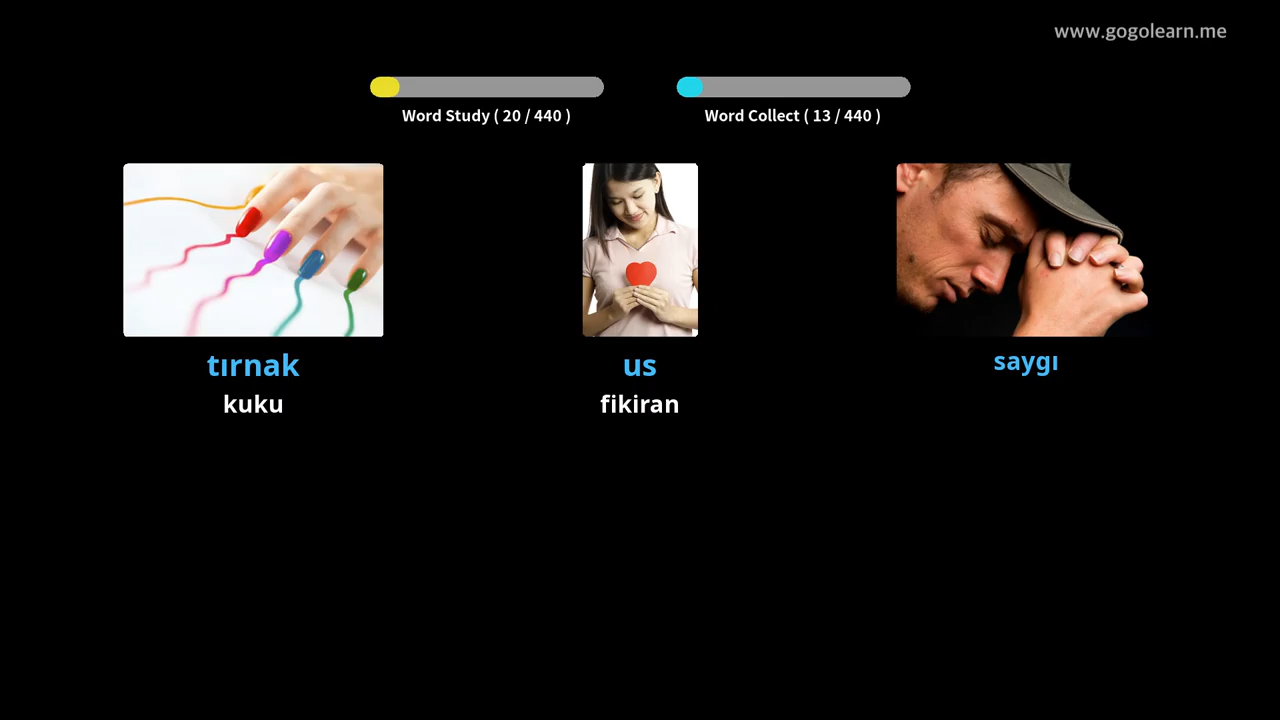 www.gogolearn.me
Word Study ( 20 / 440 )
Word Collect ( 13 / 440 )
tırnak
kuku
us
fikiran
saygı